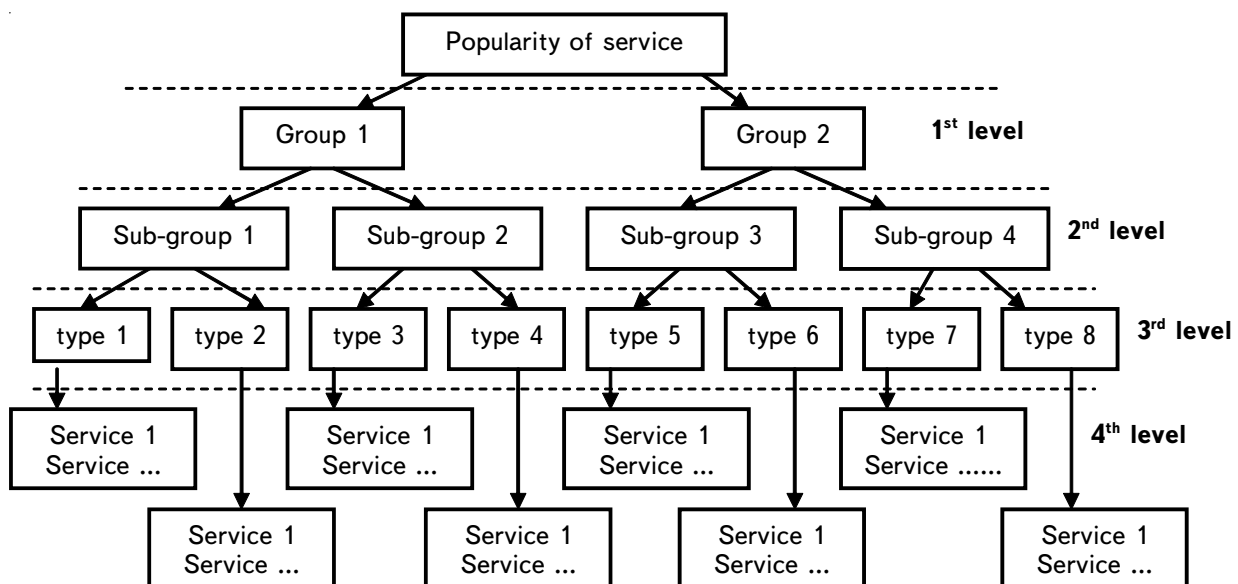 Popularity of service
Group 1
Group 2
1st level
Sub-group 1
Sub-group 2
Sub-group 3
Sub-group 4
2nd level
type 1
type 2
type 3
type 4
type 5
type 6
type 7
type 8
3rd level
Service 1
Service ...
Service 1
Service ...
Service 1
Service ...
Service 1
Service ......
4th level
Service 1
Service ...
Service 1
Service ...
Service 1
Service ...
Service 1
Service ...